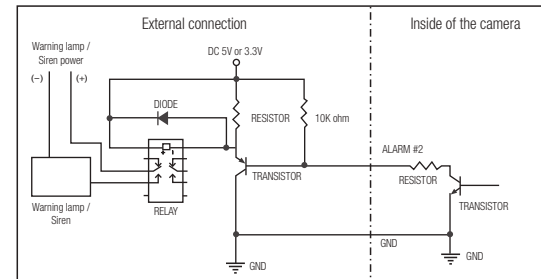 External connection
Inside of the camera
Warning lamp /
Siren power
(−)
(+)
DC 5V or 3.3V
DIODE
RESISTOR
10K ohm
ALARM #2
RESISTOR
TRANSISTOR
TRANSISTOR
RELAY
Warning lamp /
Siren
GND
GND
GND